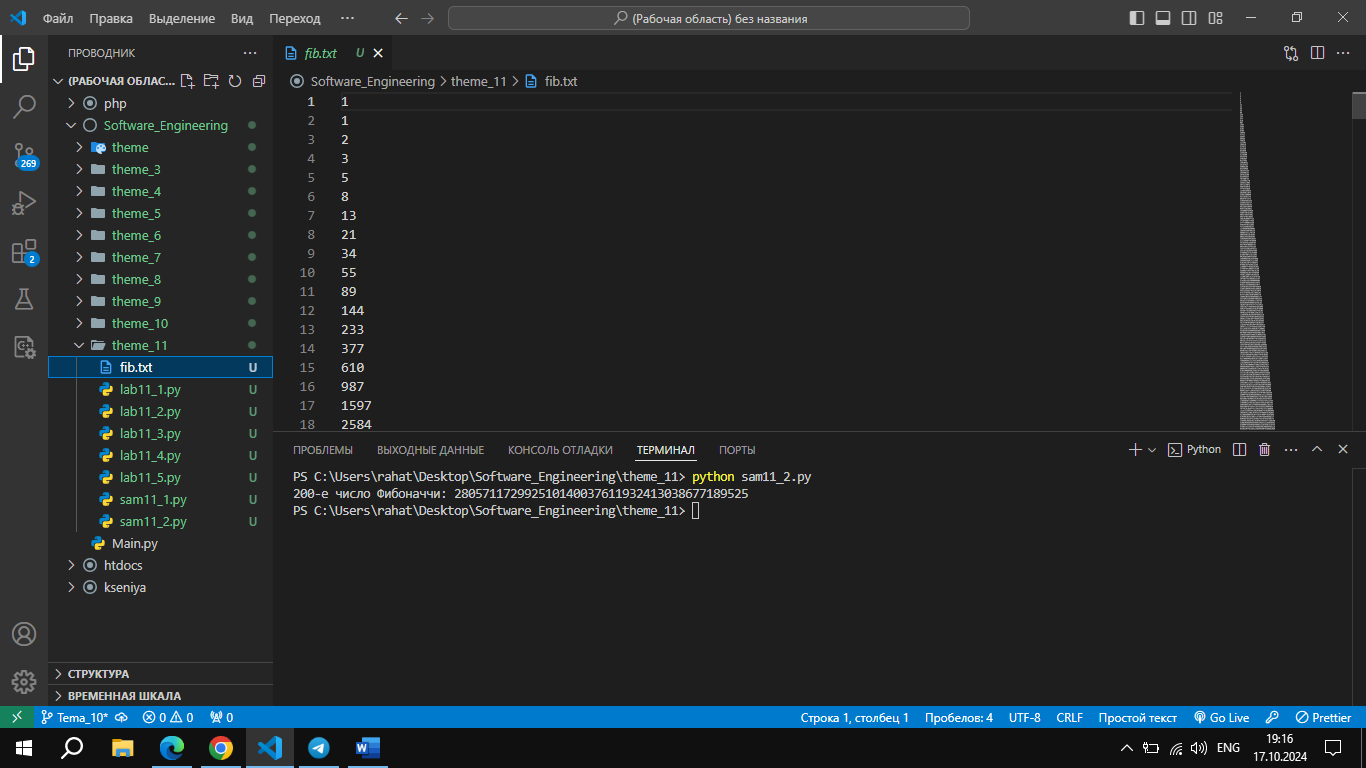 Файл Правка Выделение Вид Переход ··· (Рабочая область) без названия
ПРОВОДНИК
(РАБОЧАЯ ОБЛАС...
php
Software_Engineering
theme
theme_3
theme_4
theme_5
theme_6
theme_7
theme_8
theme_9
theme_10
theme_11
fib.txt U
lab11_1.py U
lab11_2.py U
lab11_3.py U
lab11_4.py U
lab11_5.py U
sam11_1.py U
sam11_2.py U
Main.py
htdocs
kseniya
СТРУКТУРА
ВРЕМЕННАЯ ШКАЛА
269
2
fib.txt U
Software_Engineering > theme_11 > fib.txt
1 1
2 1
3 2
4 3
5 5
6 8
7 13
8 21
9 34
10 55
11 89
12 144
13 233
14 377
15 610
16 987
17 1597
18 2584
ПРОБЛЕМЫ ВЫХОДНЫЕ ДАННЫЕ КОНСОЛЬ ОТЛАДКИ ТЕРМИНАЛ ПОРТЫ Python
PS C:\Users\rahat\Desktop\Software_Engineering\theme_11> python sam11_2.py
200-е число Фибоначчи: 280571172992510140037611932413038677189525
PS C:\Users\rahat\Desktop\Software_Engineering\theme_11>
Tema_10* 0 0 0 Строка 1, столбец 1 Пробелов: 4 UTF-8 CRLF Простой текст Go Live Prettier
ENG 19:16
17.10.2024